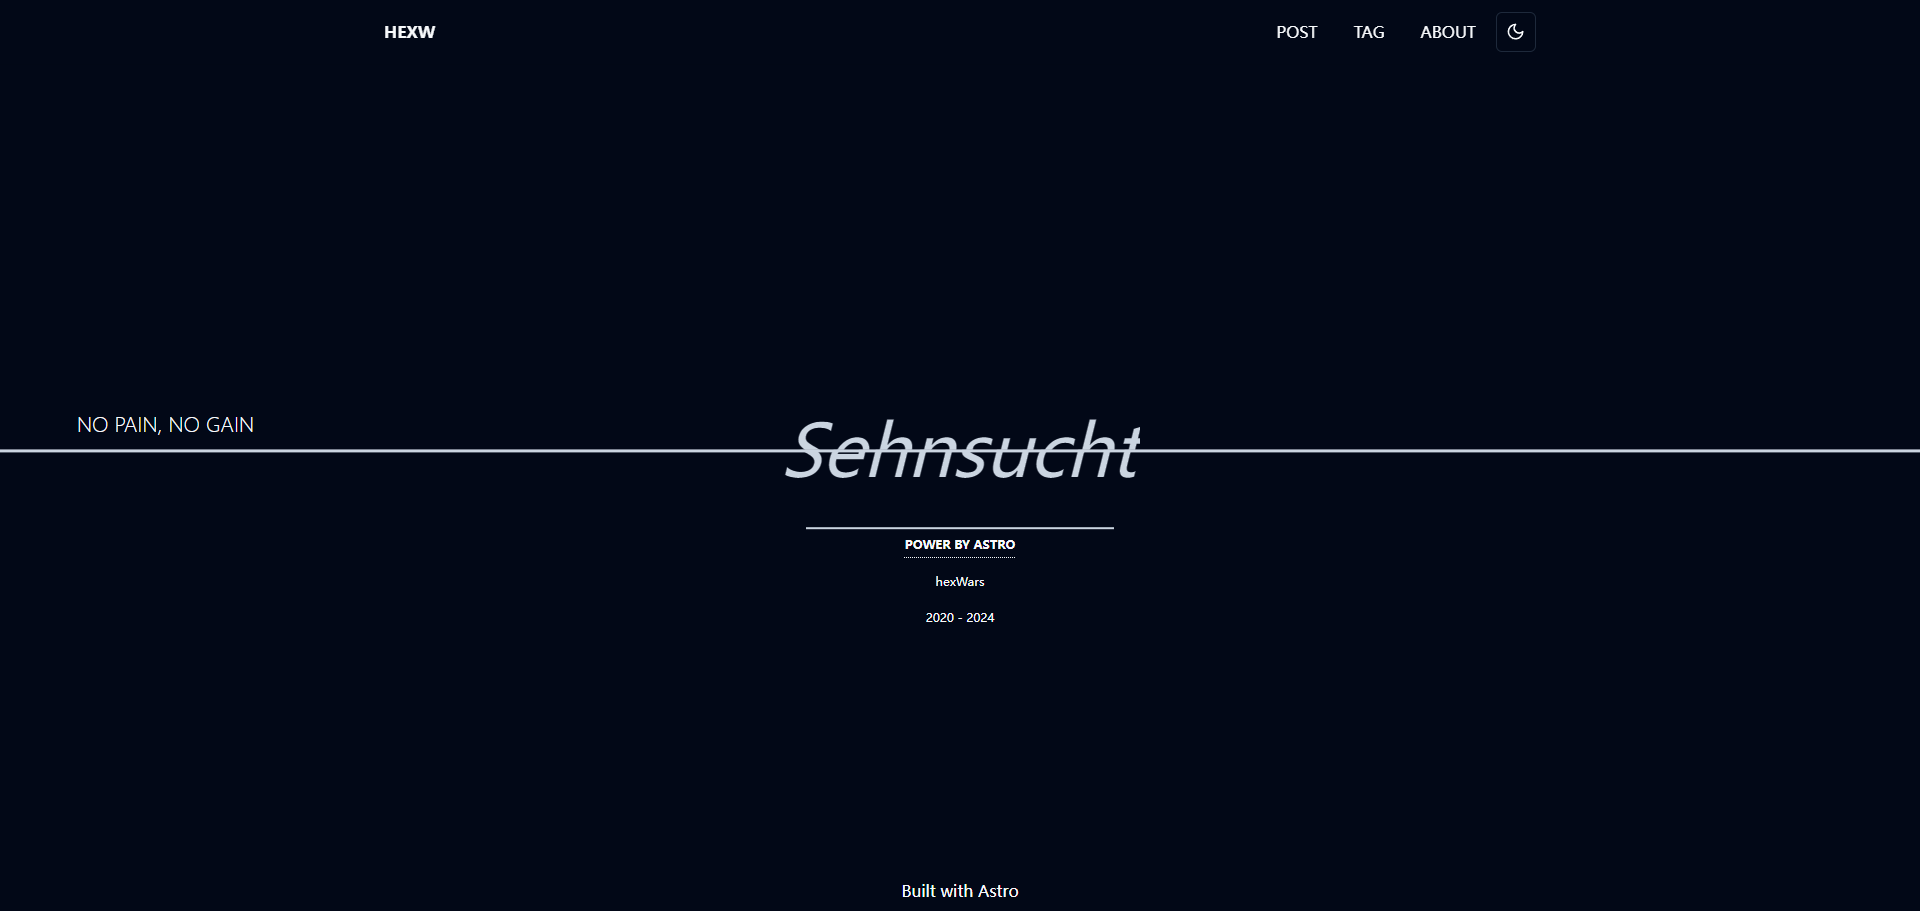 HEXW
POST TAG ABOUT
NO PAIN, NO GAIN
Sehnsucht
POWER BY ASTRO
hexWars
2020 - 2024
Built with Astro